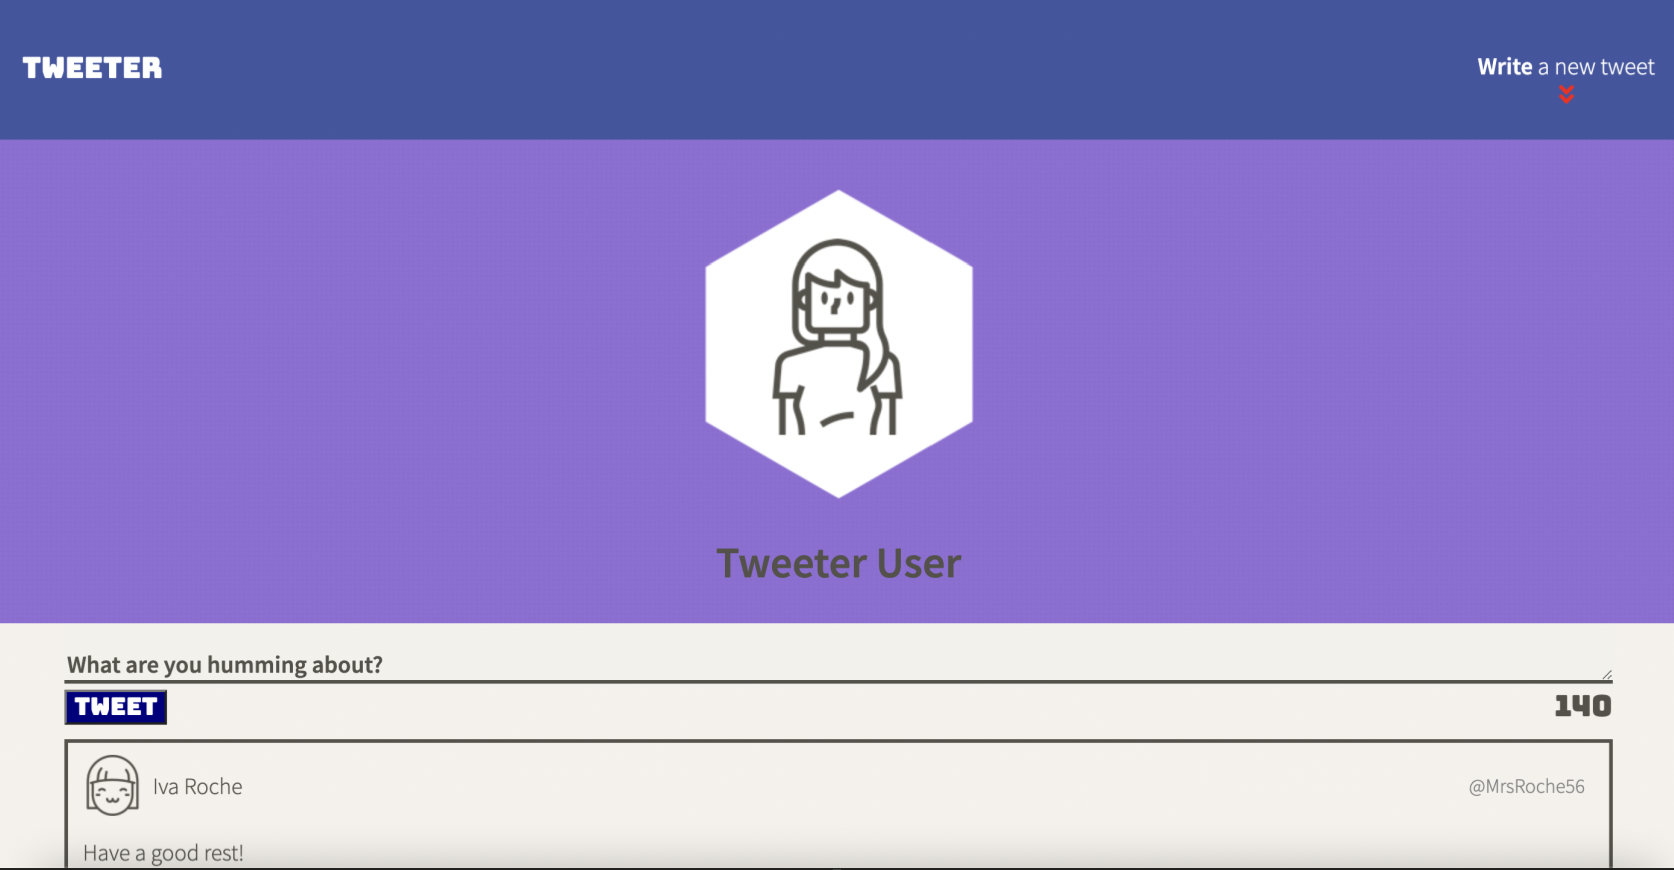 TWEETER
Write a new tweet
Tweeter User
What are you humming about?
TWEET
140
Iva Roche
@MrsRoche56
Have a good rest!